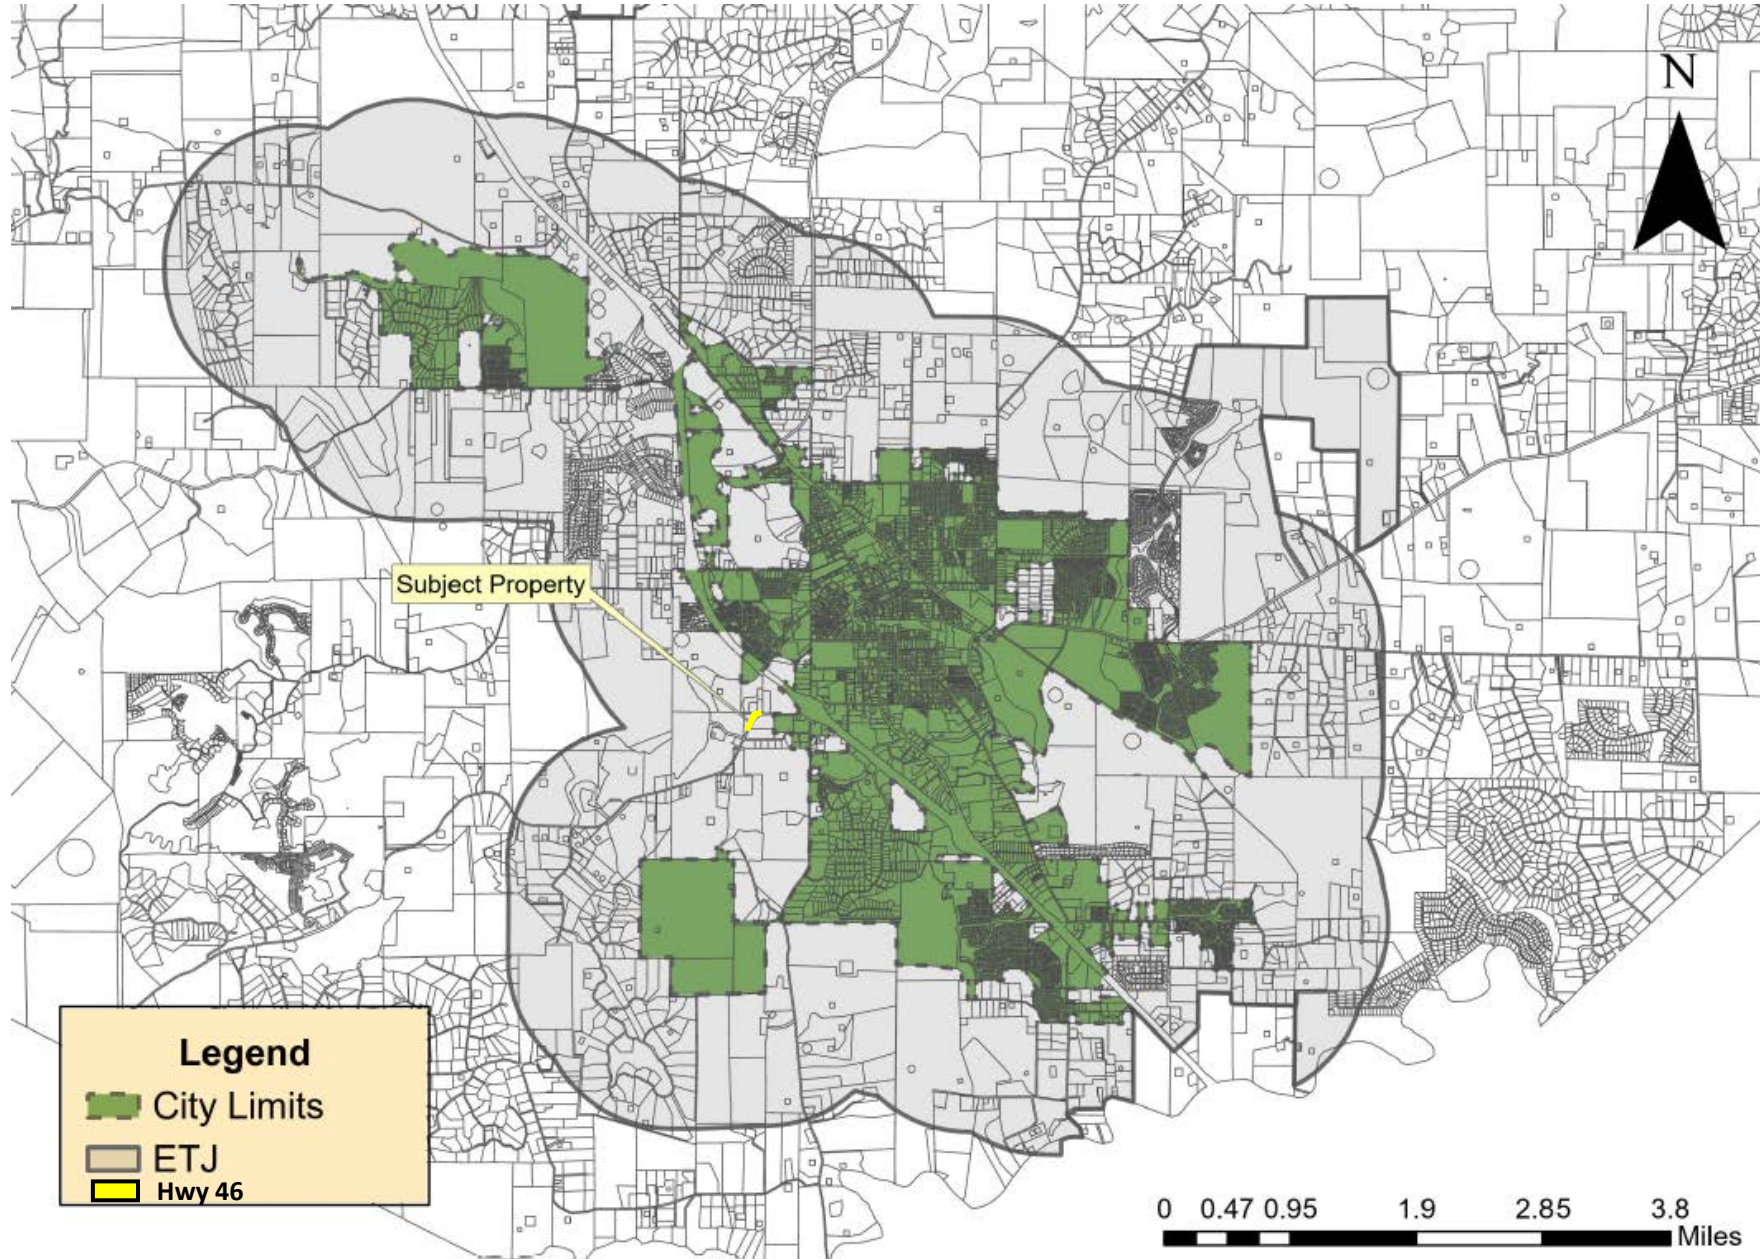 N
Subject Property
Legend
City Limits
ETJ
Hwy 46
0 0.47 0.95 1.9 2.85 3.8
Miles